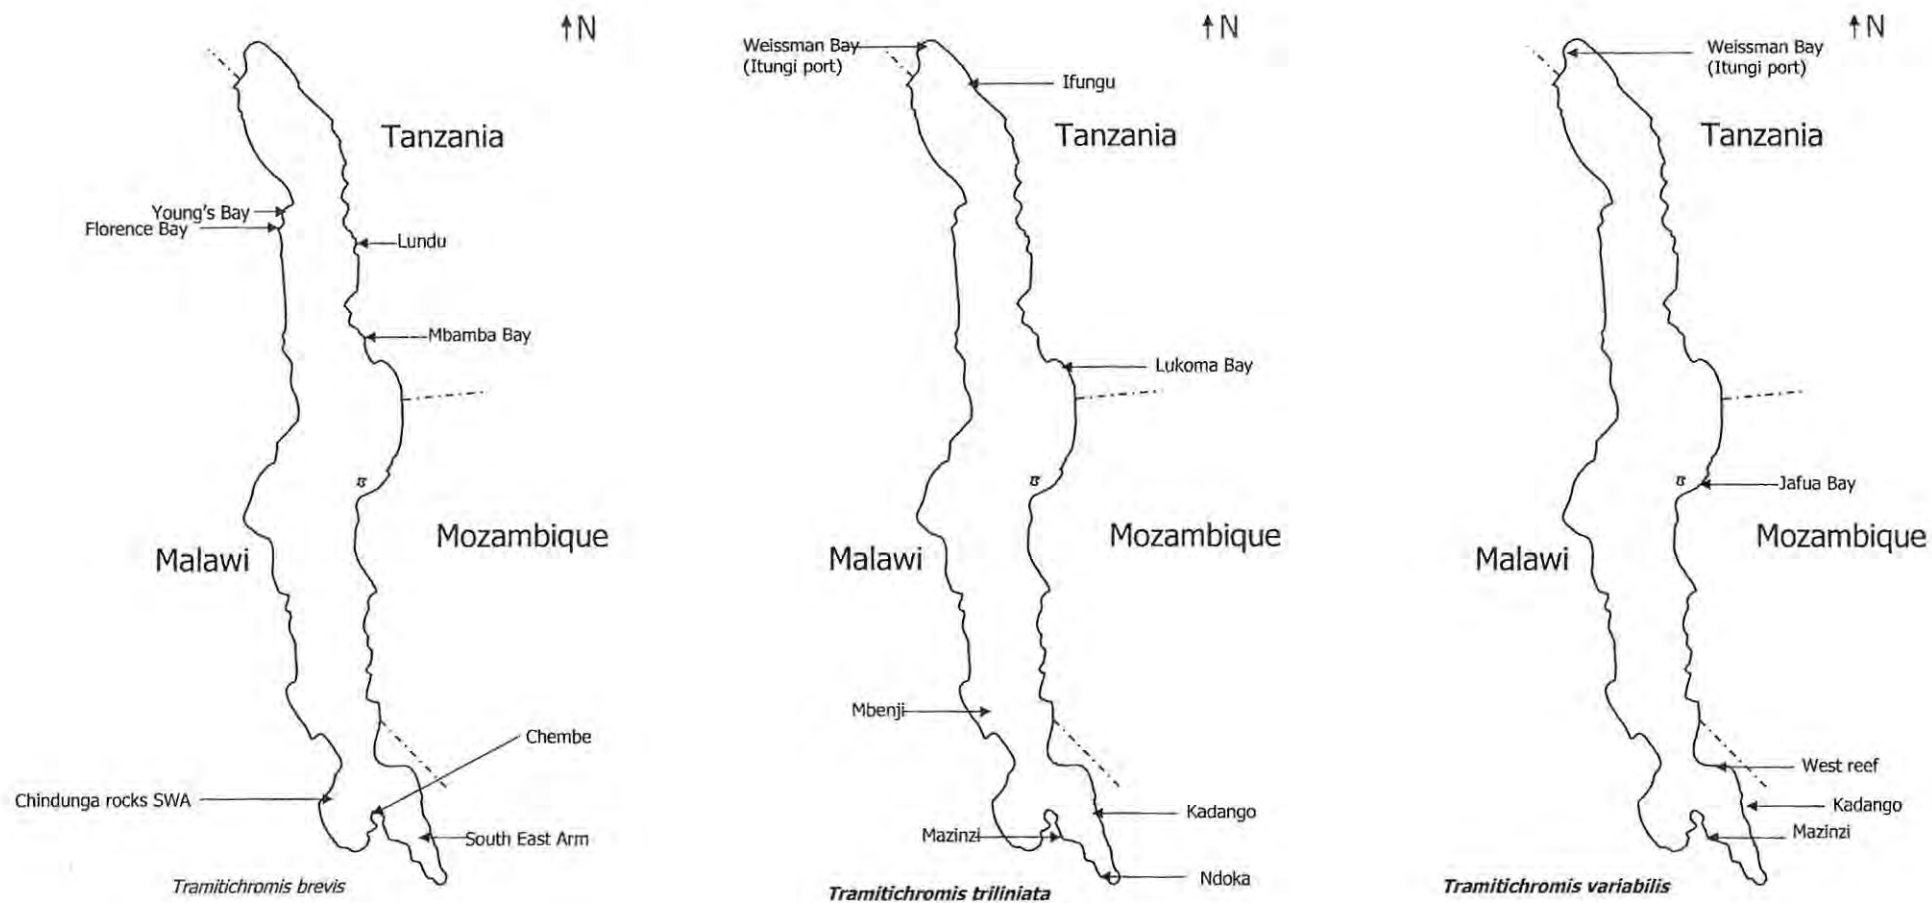 N
Tanzania
Young's Bay
Florence Bay
Lundu
Mbamba Bay
Malawi
Mozambique
Chembe
Chindunga rocks SWA
South East Arm
Tramitichromis brevis
N
Weissman Bay
(Itungi port)
Ifungu
Tanzania
Lukoma Bay
Malawi
Mozambique
Mbenji
Kadango
Mazinzi
Ndoka
Tramitichromis triliniata
N
Weissman Bay
(Itungi port)
Tanzania
Jafua Bay
Malawi
Mozambique
West reef
Kadango
Mazinzi
Tramitichromis variabilis